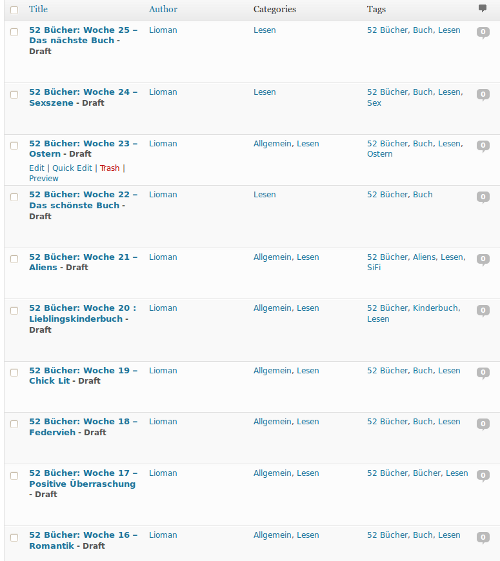 Title Author Categories Tags
52 Bücher: Woche 25 – Lioman Lesen 52 Bücher, Buch, Lesen 0
Das nächste Buch -
Draft
52 Bücher: Woche 24 – Lioman Lesen 52 Bücher, Buch, Lesen, 0
Sexszene - Draft Sex
52 Bücher: Woche 23 – Lioman Allgemein, Lesen 52 Bücher, Buch, Lesen, 0
Ostern - Draft Ostern
Edit | Quick Edit | Trash |
Preview
52 Bücher: Woche 22 – Lioman Lesen 52 Bücher, Buch 0
Das schönste Buch -
Draft
52 Bücher: Woche 21 – Lioman Allgemein, Lesen 52 Bücher, Aliens, Lesen, 0
Aliens - Draft SiFi
52 Bücher: Woche 20 : Lioman Allgemein, Lesen 52 Bücher, Kinderbuch, 0
Lieblingskinderbuch - Lesen
Draft
52 Bücher: Woche 19 – Lioman Allgemein, Lesen 52 Bücher, Buch, Lesen 0
Chick Lit - Draft
52 Bücher: Woche 18 – Lioman Allgemein, Lesen 52 Bücher, Buch, Lesen 0
Federvieh - Draft
52 Bücher: Woche 17 – Lioman Allgemein, Lesen 52 Bücher, Bücher, Lesen 0
Positive Überraschung
- Draft
52 Bücher: Woche 16 – Lioman Allgemein, Lesen 52 Bücher, Buch, Lesen 0
Romantik - Draft